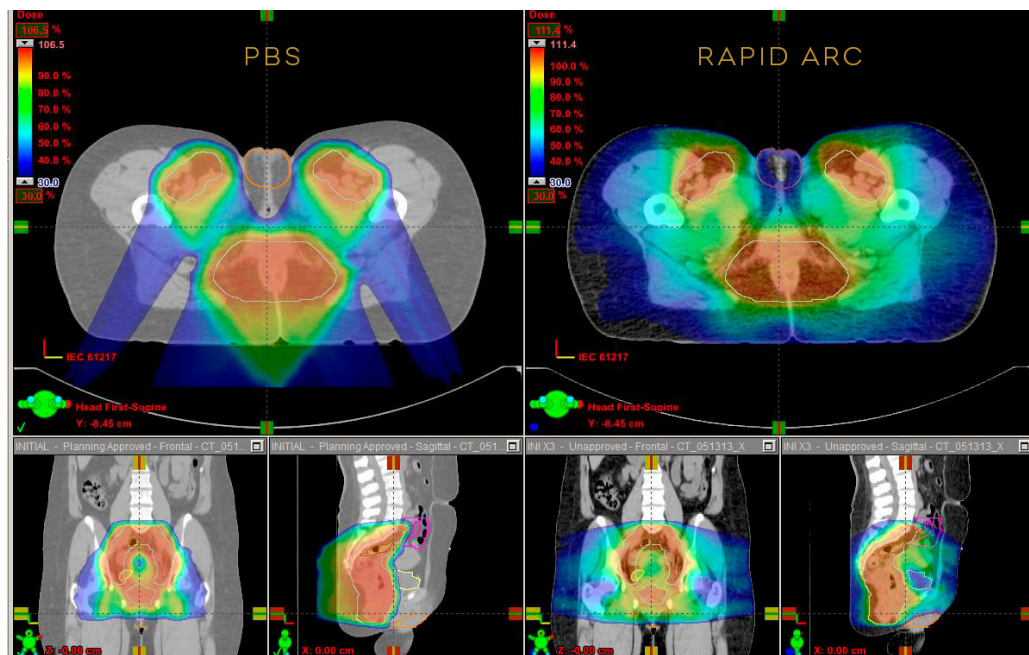 Dose
106.5 %
106.5
90.0 %
80.0 %
70.0 %
60.0 %
50.0 %
40.0 %
30.0
30.0 %
PBS
IEC 61217
Head First-Supine
Y: -8.45 cm
Dose
111.4 %
111.4
100.0 %
90.0 %
80.0 %
70.0 %
60.0 %
50.0 %
40.0 %
30.0
30.0 %
RAPID ARC
IEC 61217
Head First-Supine
Y: -8.45 cm
INITIAL - Planning Approved - Frontal - CT_051...
Z: -0.00 cm
INITIAL - Planning Approved - Sagittal - CT_051...
X: 0.00 cm
INI X3 - Unapproved - Frontal - CT_051313_X
Z: -0.00 cm
INI X3 - Unapproved - Sagittal - CT_051313_X
X: 0.00 cm